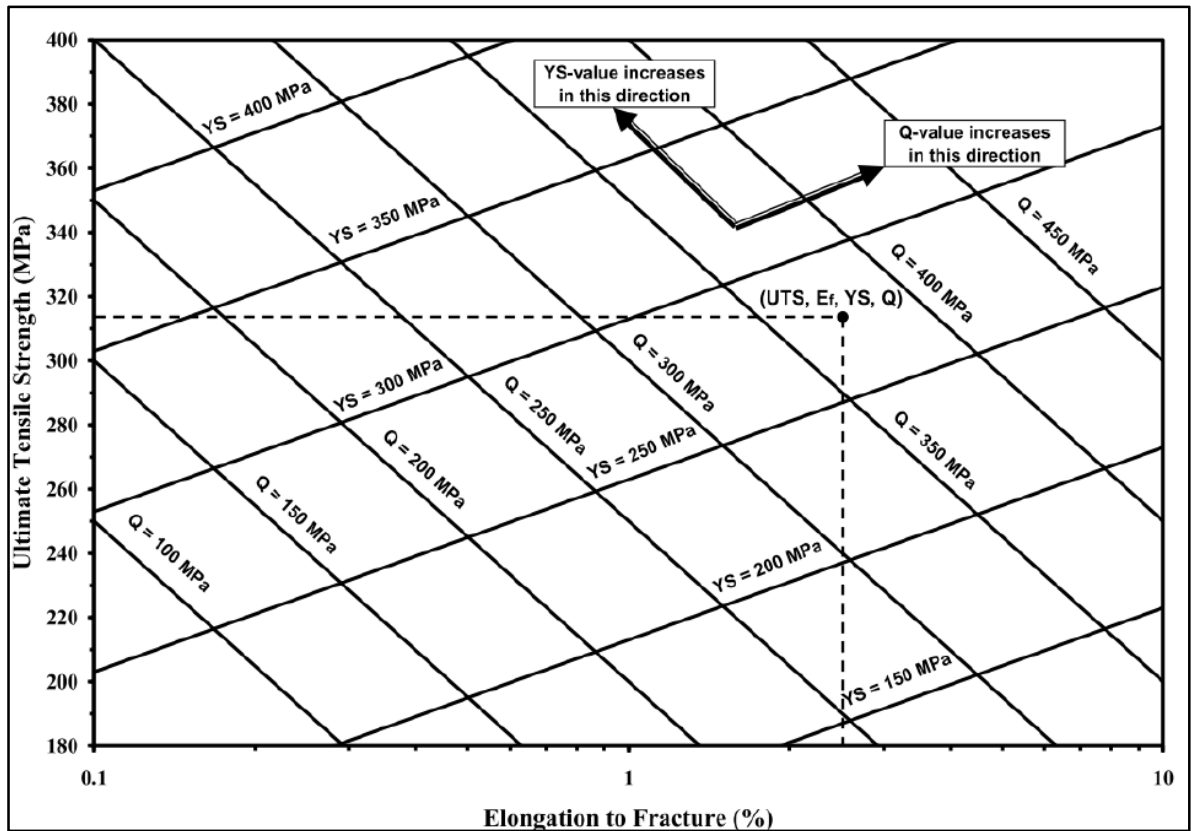 400
380
360
340
320
300
280
260
240
220
200
180
Ultimate Tensile Strength (MPa)
YS-value increases
in this direction
Q-value increases
in this direction
YS = 400 MPa
YS = 350 MPa
YS = 300 MPa
YS = 250 MPa
YS = 200 MPa
YS = 150 MPa
(UTS, Ef, YS, Q)
Q = 100 MPa
Q = 150 MPa
Q = 200 MPa
Q = 250 MPa
Q = 300 MPa
Q = 350 MPa
Q = 400 MPa
Q = 450 MPa
0.1
1
10
Elongation to Fracture (%)